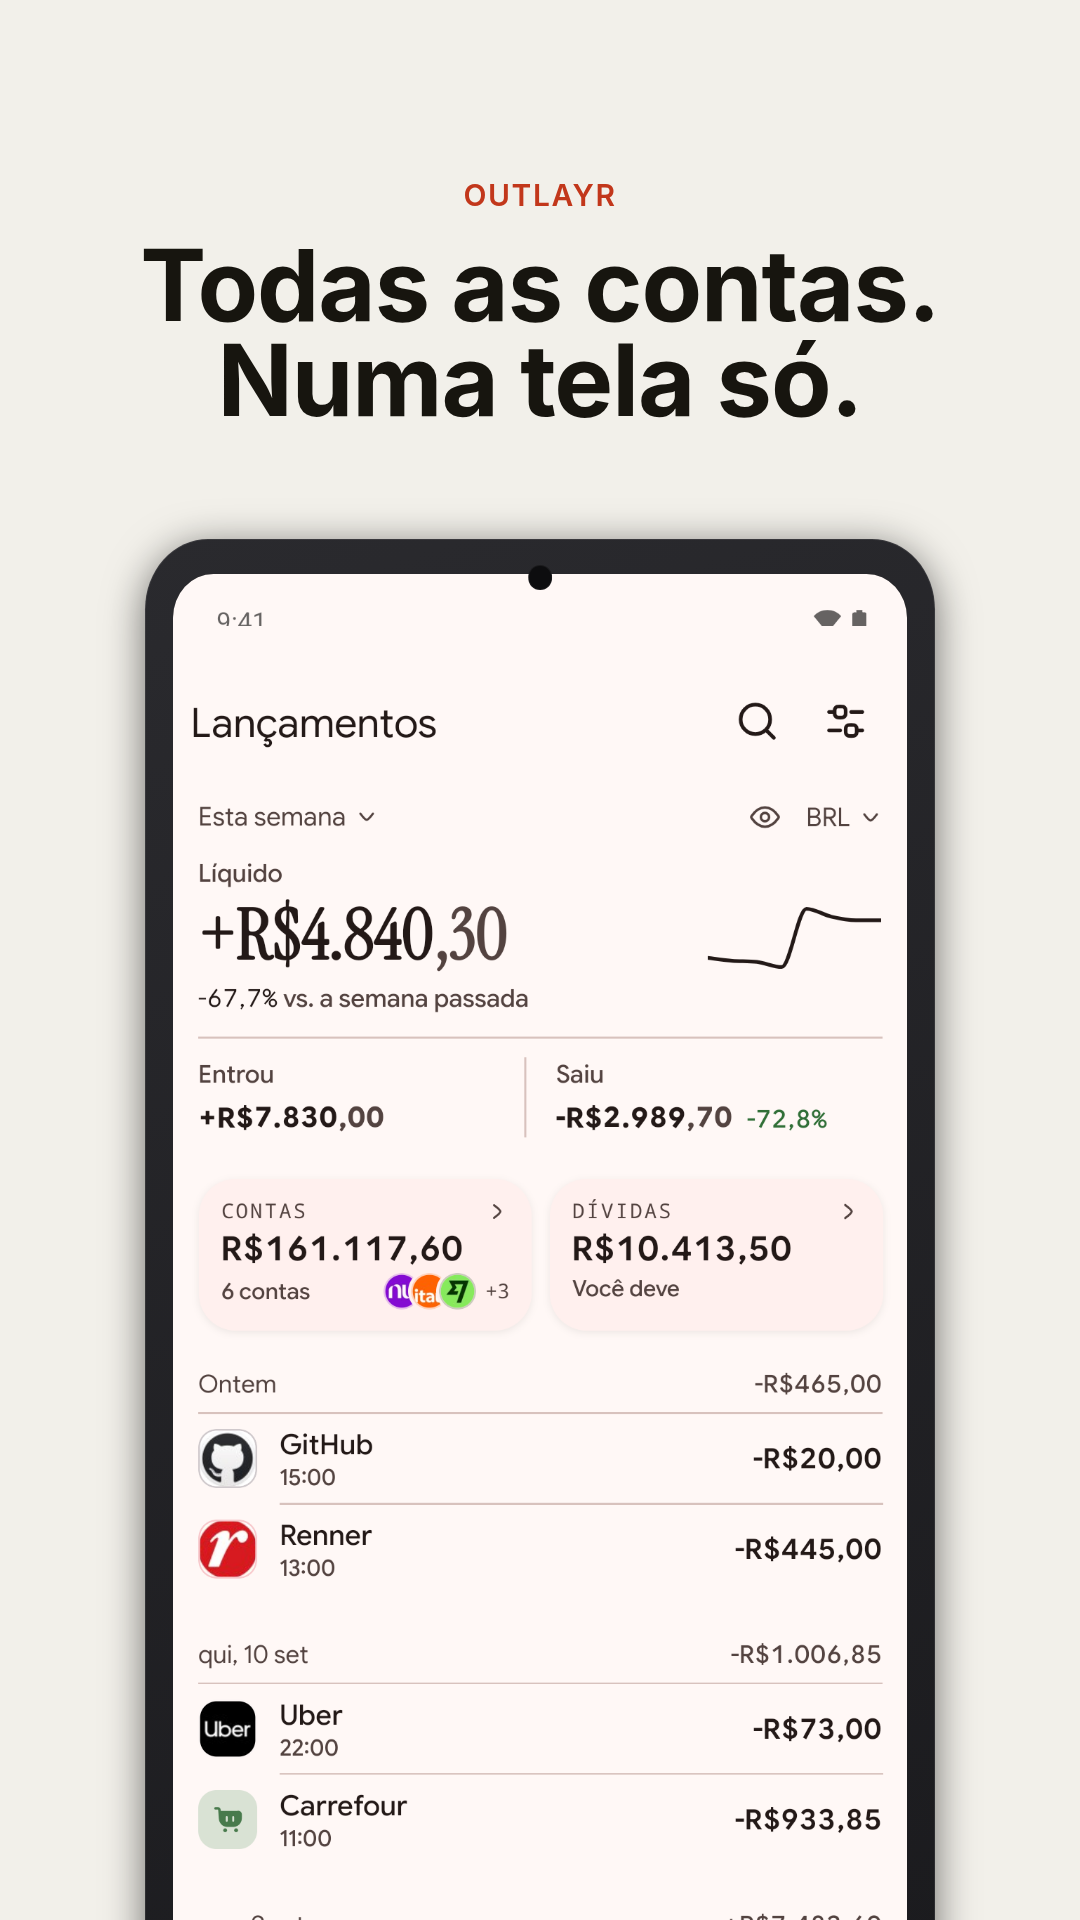 OUTLAYR
Todas as contas.
Numa tela só.
9:41
Lançamentos
Esta semana
BRL
Líquido
+R$4.840,30
-67,7% vs. a semana passada
Entrou
Saiu
+R$7.830,00
-R$2.989,70 -72,8%
CONTAS
R$161.117,60
6 contas
nu
ita
+3
DÍVIDAS
R$10.413,50
Você deve
Ontem
-R$465,00
GitHub
15:00
-R$20,00
r
Renner
13:00
-R$445,00
qui, 10 set
-R$1.006,85
Uber
Uber
22:00
-R$73,00
Carrefour
11:00
-R$933,85